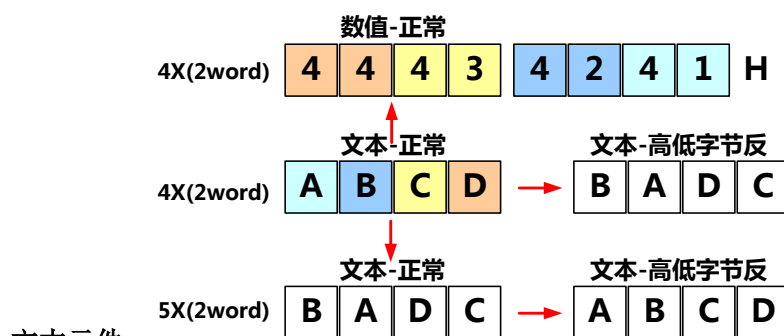 数值-正常
4X(2word) 4 4 4 3 4 2 4 1 H
文本-正常 文本-高低字节反
4X(2word) A B C D B A D C
文本-正常 文本-高低字节反
5X(2word) B A D C A B C D